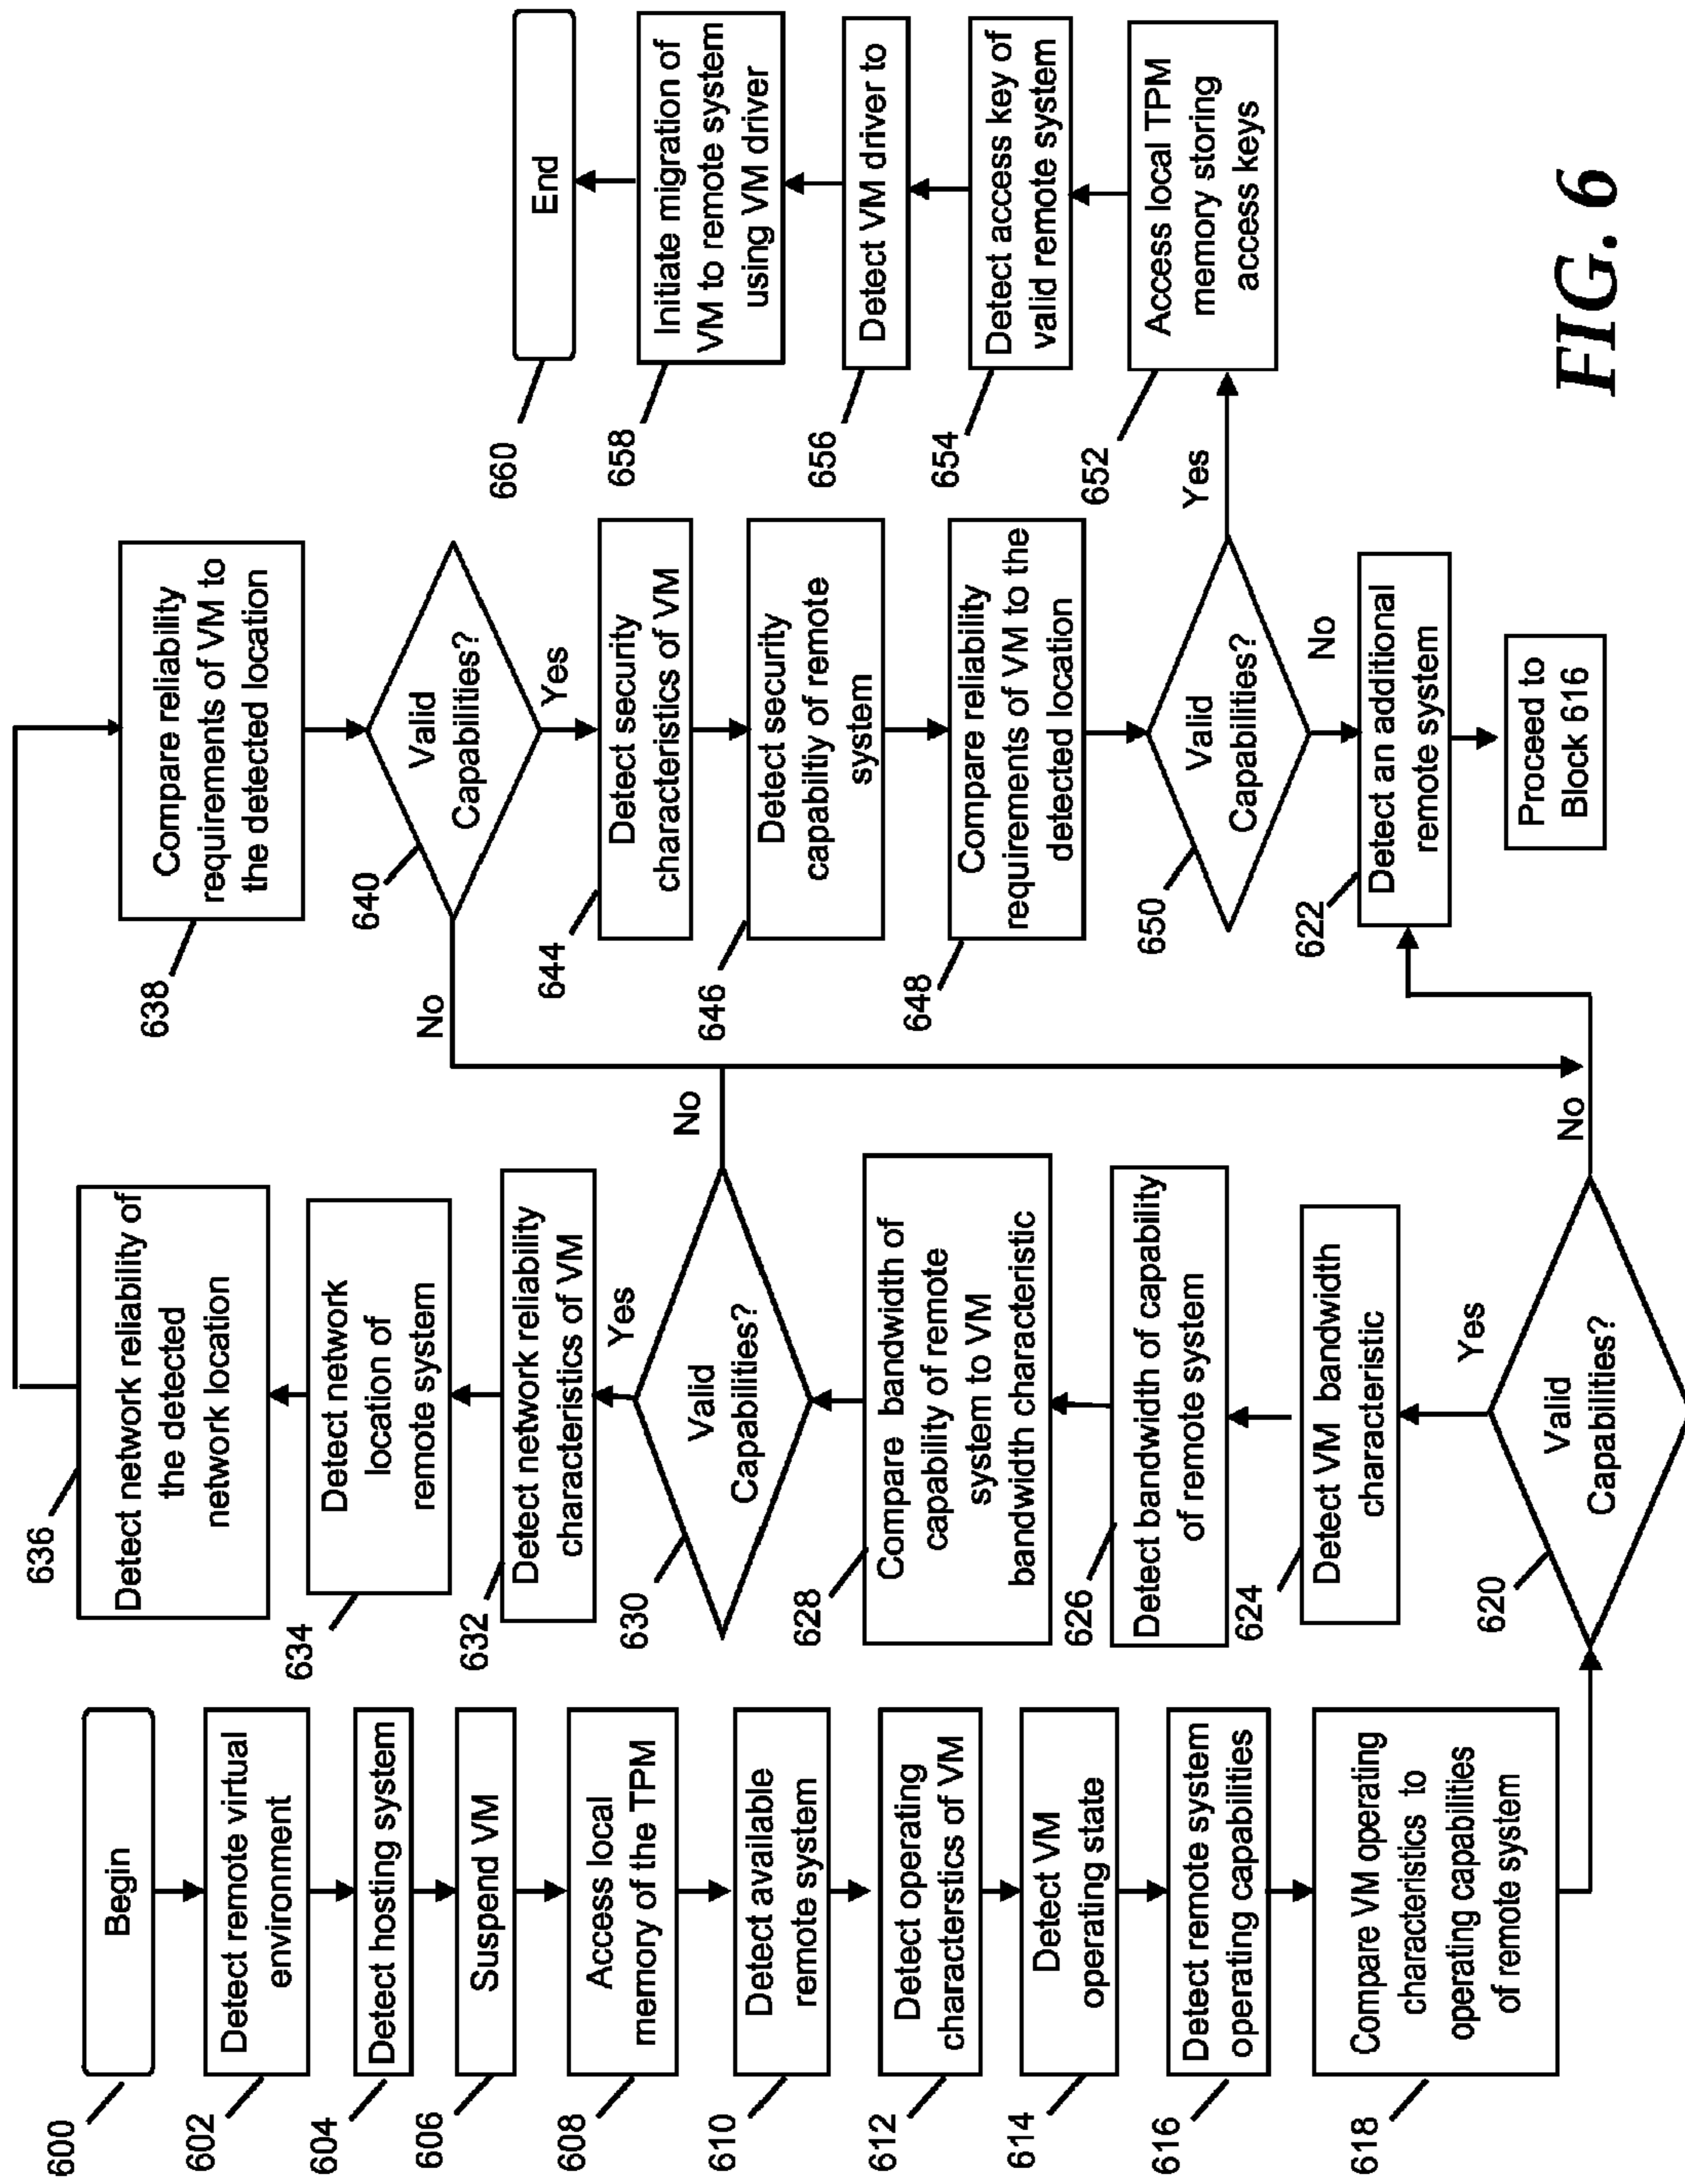 600
Begin
602
Detect remote virtual
environment
604
Detect hosting system
606
Suspend VM
608
Access local
memory of the TPM
610
Detect available
remote system
612
Detect operating
characterstics of VM
614
Detect VM
operating state
616
Detect remote system
operating capabilities
618
Compare VM operating
characteristics to
operating capabilities
of remote system
620
Valid
Capabilities?
Yes
No
624
Detect VM bandwidth
characteristic
626
Detect bandwidth of capability
of remote system
628
Compare bandwidth of
capability of remote
system to VM
bandwidth characteristic
630
Valid
Capabilities?
Yes
No
632
Detect network reliability
characteristics of VM
634
Detect network
location of
remote system
636
Detect network reliability of
the detected
network location
638
Compare reliability
requirements of VM to
the detected location
640
Valid
Capabilities?
No
Yes
644
Detect security
characteristics of VM
646
Detect security
capability of remote
system
648
Compare reliability
requirements of VM to the
detected location
650
Valid
Capabilities?
Yes
No
622
Detect an additional
remote system
Proceed to
Block 616
652
Access local TPM
memory storing
access keys
654
Detect access key of
valid remote system
656
Detect VM driver to
658
Initiate migration of
VM to remote system
using VM driver
660
End
FIG. 6